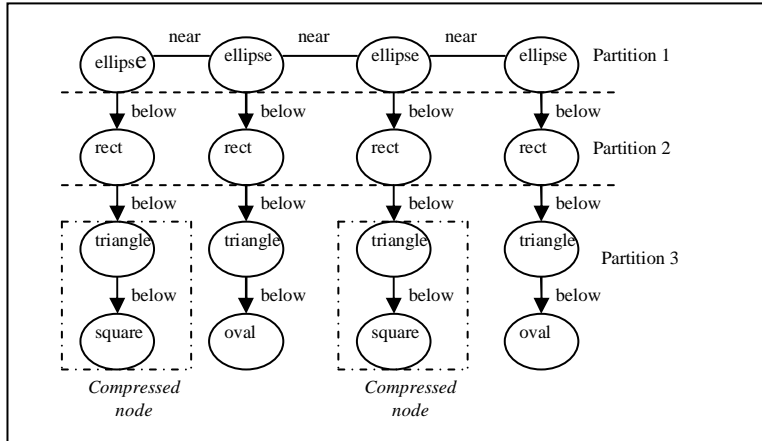 near near near
ellipse ellipse ellipse ellipse Partition 1
below below below below
rect rect rect rect Partition 2
below below below below
triangle triangle triangle triangle Partition 3
below below below below
square oval square oval
Compressed Compressed
node node